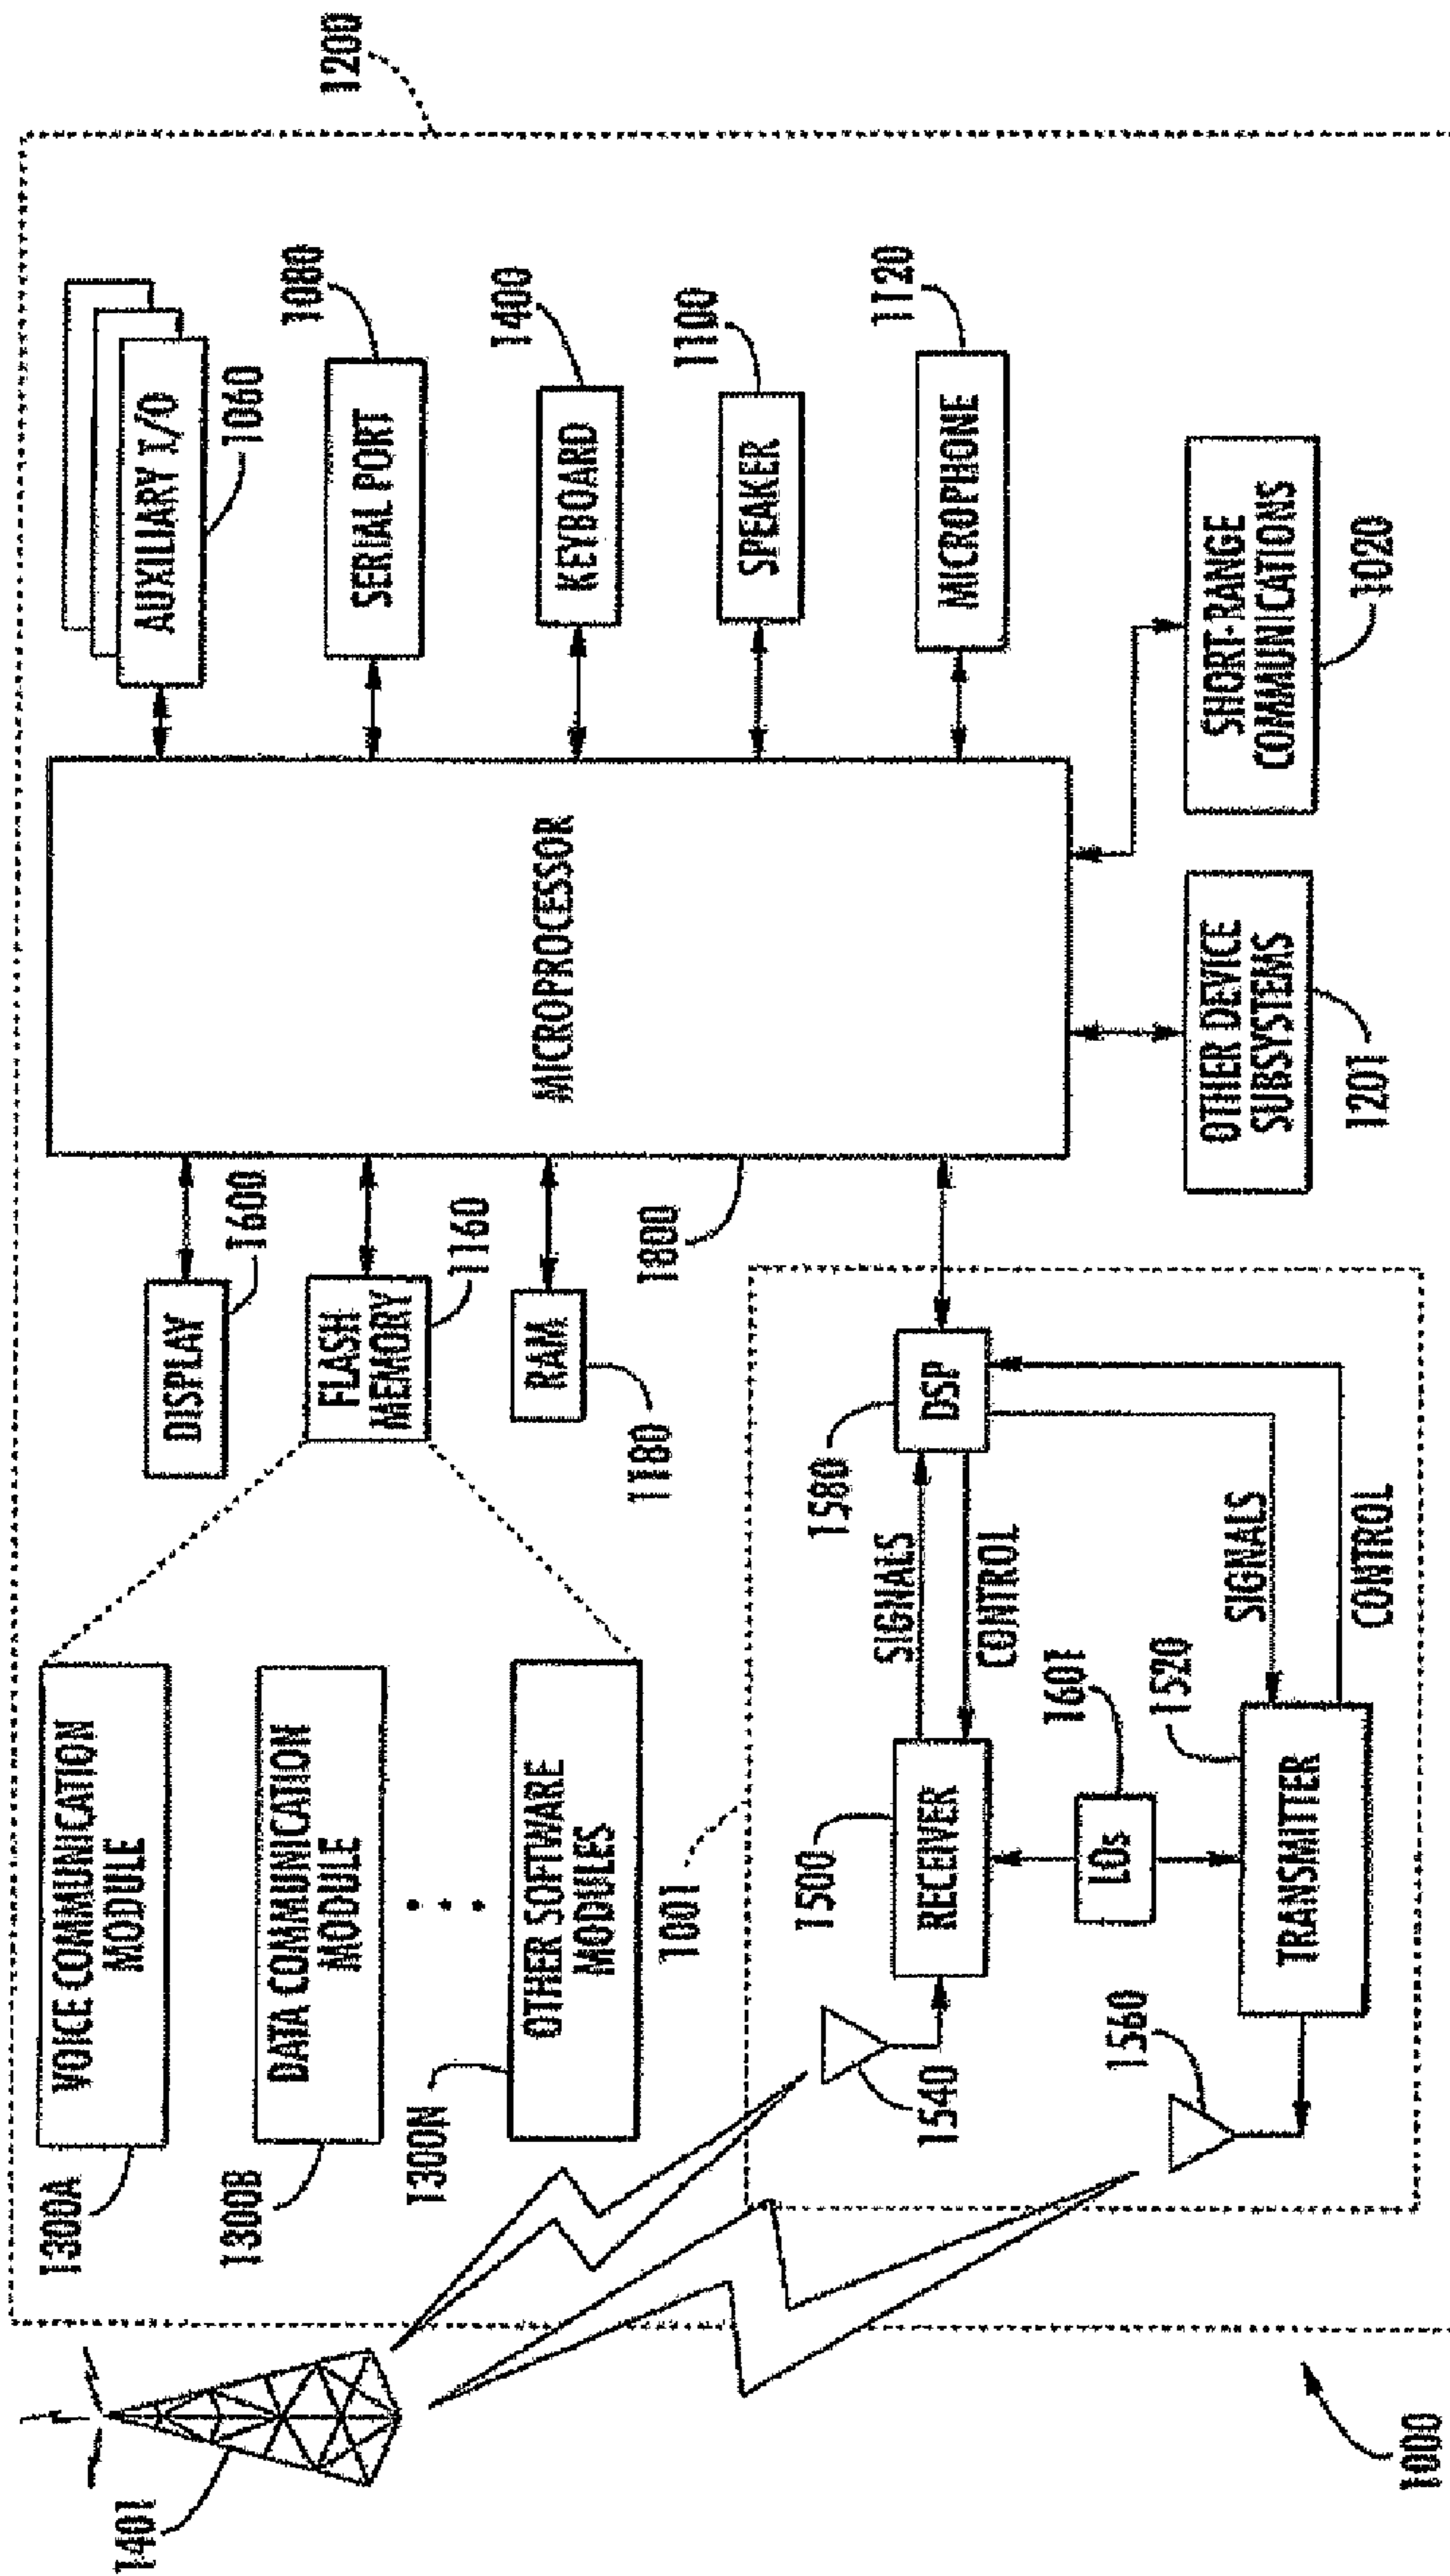 1401
1300A
VOICE COMMUNICATION
MODULE
1300B
DATA COMMUNICATION
MODULE
1300N
OTHER SOFTWARE
MODULES
DISPLAY
1600
FLASH
MEMORY
1160
RAM
1180
1800
MICROPROCESSOR
AUXILIARY I/O
1060
SERIAL PORT
1080
KEYBOARD
1400
SPEAKER
1100
MICROPHONE
1120
1200
1001
1500
RECEIVER
1540
SIGNALS
CONTROL
1580
DSP
LOs
1601
1560
1520
TRANSMITTER
SIGNALS
CONTROL
OTHER DEVICE
SUBSYSTEMS
1201
SHORT-RANGE
COMMUNICATIONS
1020
1000